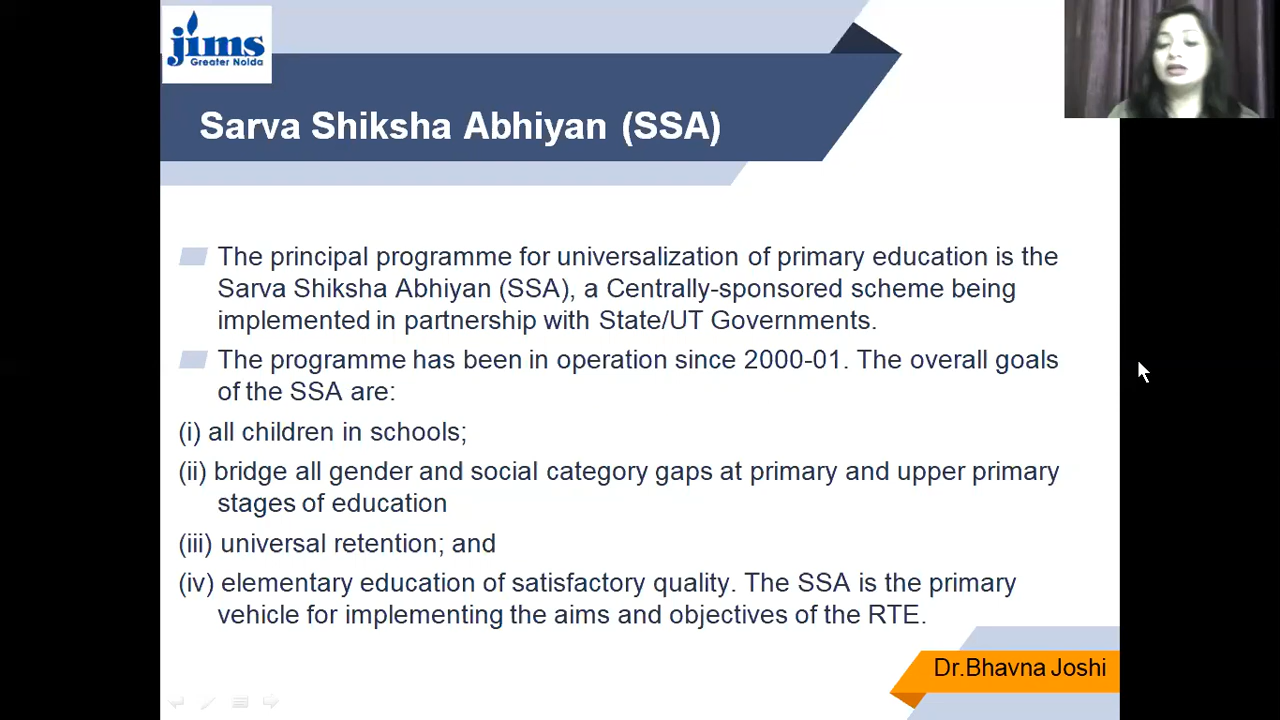 jims
Greater Noida
Sarva Shiksha Abhiyan (SSA)
The principal programme for universalization of primary education is the
Sarva Shiksha Abhiyan (SSA), a Centrally-sponsored scheme being
implemented in partnership with State/UT Governments.
The programme has been in operation since 2000-01. The overall goals
of the SSA are:
(i) all children in schools;
(ii) bridge all gender and social category gaps at primary and upper primary
stages of education
(iii) universal retention; and
(iv) elementary education of satisfactory quality. The SSA is the primary
vehicle for implementing the aims and objectives of the RTE.
Dr.Bhavna Joshi